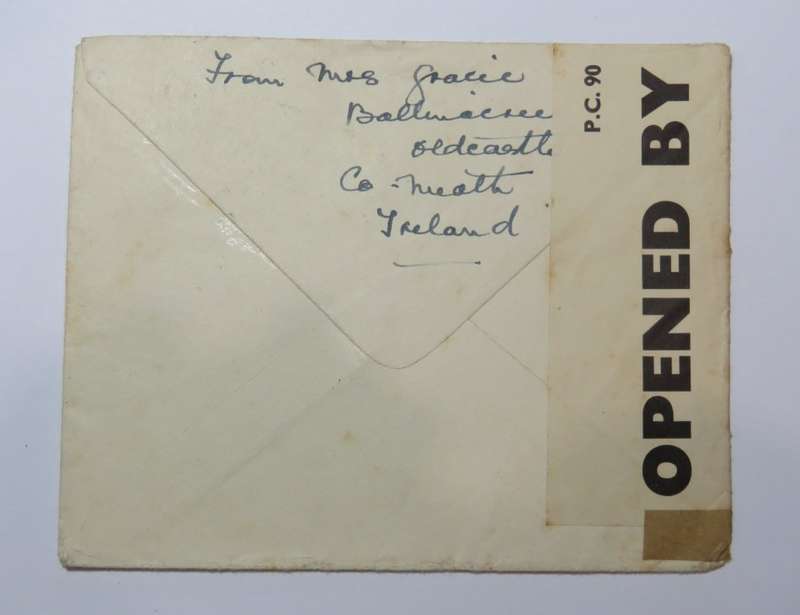 From Mrs Gracie
Ballinacree
Oldcastle
Co. Meath
Ireland
P.C. 90
OPENED BY